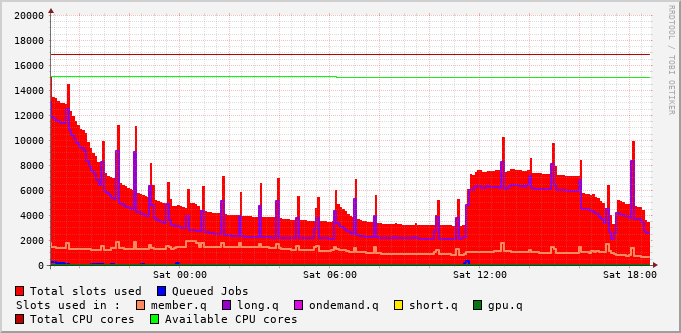 RRDTOOL / TOBI OETIKER
20000
18000
16000
14000
12000
10000
8000
6000
4000
2000
0
Sat 00:00 Sat 06:00 Sat 12:00 Sat 18:00
Total slots used Queued Jobs
Slots used in : member.q long.q ondemand.q short.q gpu.q
Total CPU cores Available CPU cores